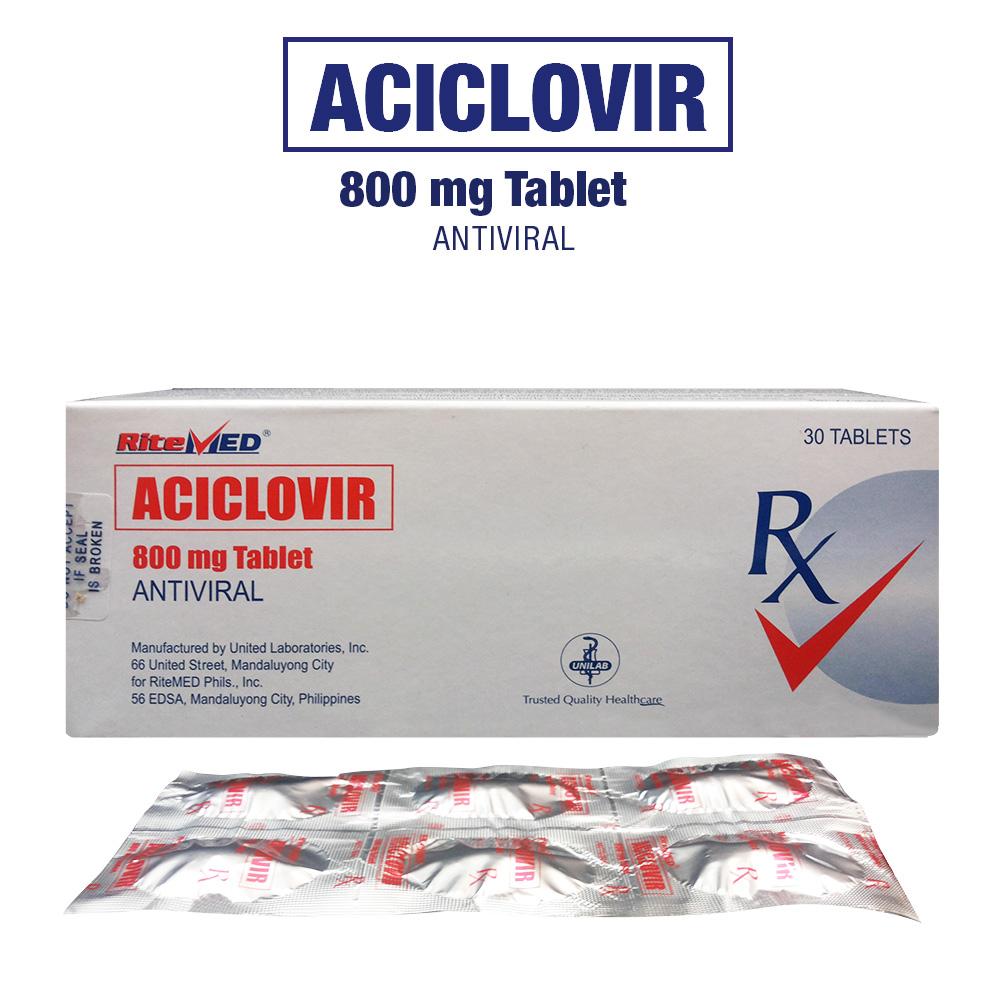 ACICLOVIR
800 mg Tablet
ANTIVIRAL
RiteMED®
30 TABLETS
ACICLOVIR
800 mg Tablet
ANTIVIRAL
ACCEPT
IF SEAL
IS BROKEN
Rx
Manufactured by United Laboratories, Inc.
66 United Street, Mandaluyong City
for RiteMED Phils., Inc.
56 EDSA, Mandaluyong City, Philippines
UNILAB
Trusted Quality Healthcare